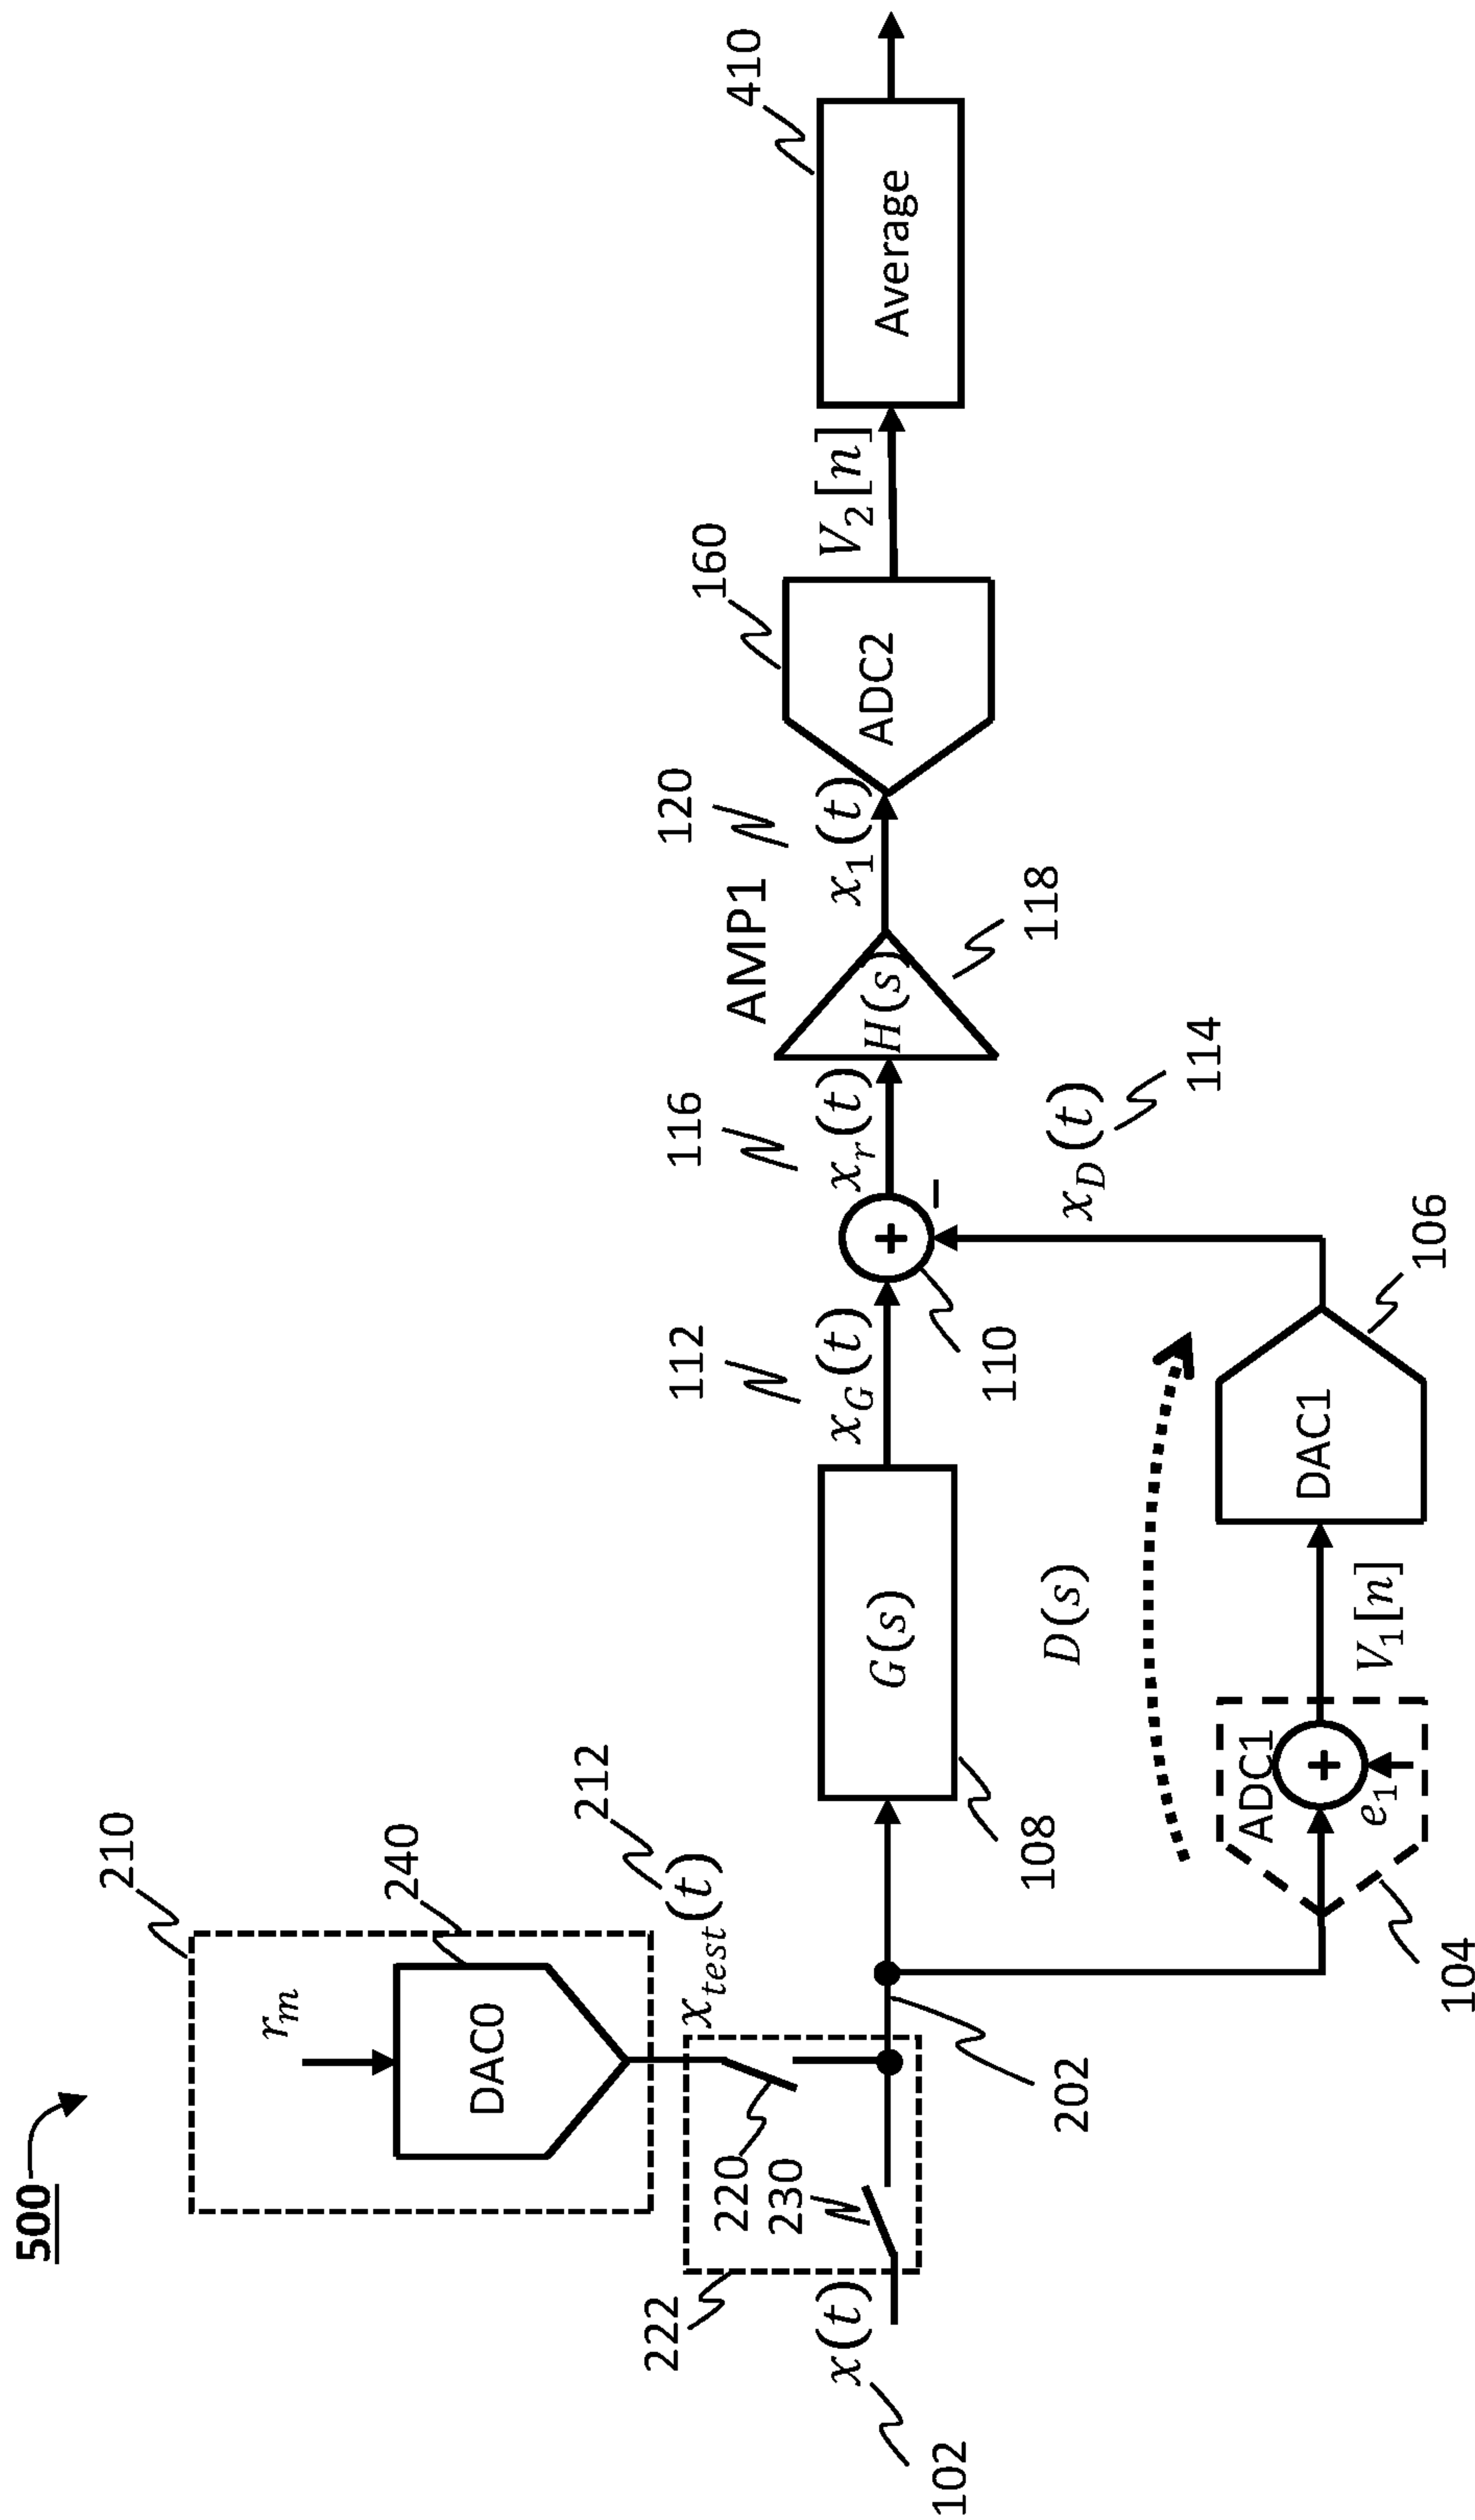 500
210
r_m
240
DAC0
212
x_test(t)
222
220
230
x(t)
102
202
G(s)
108
112
x_G(t)
110
116
x_r(t)
AMP1
H(s)
118
120
x_1(t)
160
ADC2
V_2[n]
410
Average
D(s)
ADC1
e_1
104
V_1[n]
DAC1
106
x_D(t)
114
+
+
−